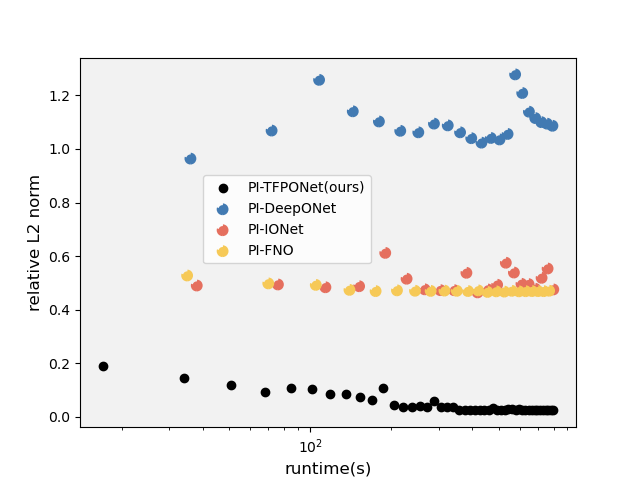 relative L2 norm
1.2
1.0
0.8
0.6
0.4
0.2
0.0
PI-TFPONet(ours)
PI-DeepONet
PI-IONet
PI-FNO
10²
runtime(s)